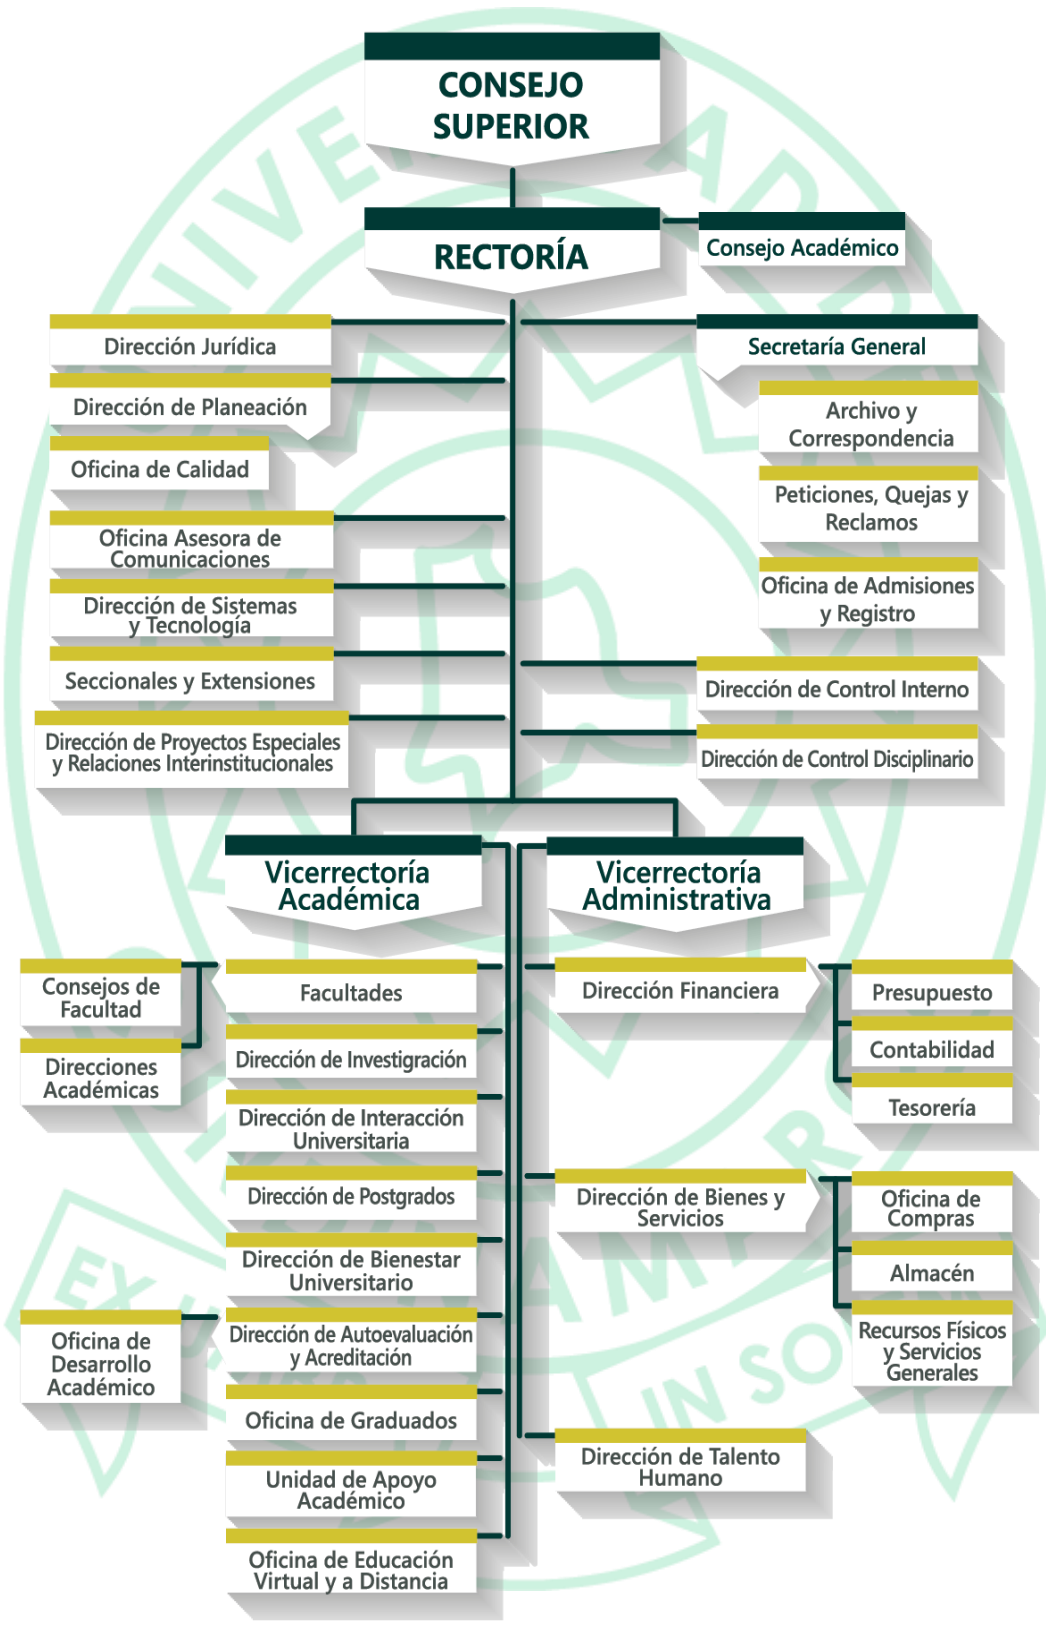 CONSEJO
SUPERIOR
RECTORÍA
Consejo Académico
Dirección Jurídica
Secretaría General
Dirección de Planeación
Archivo y
Correspondencia
Oficina de Calidad
Peticiones, Quejas y
Reclamos
Oficina Asesora de
Comunicaciones
Oficina de Admisiones
y Registro
Dirección de Sistemas
y Tecnología
Seccionales y Extensiones
Dirección de Control Interno
Dirección de Proyectos Especiales
y Relaciones Interinstitucionales
Dirección de Control Disciplinario
Vicerrectoría
Académica
Vicerrectoría
Administrativa
Consejos de
Facultad
Direcciones
Académicas
Facultades
Dirección de Investigración
Dirección de Interacción
Universitaria
Dirección de Postgrados
Dirección de Bienestar
Universitario
Oficina de
Desarrollo
Académico
Dirección de Autoevaluación
y Acreditación
Oficina de Graduados
Unidad de Apoyo
Académico
Oficina de Educación
Virtual y a Distancia
Dirección Financiera
Presupuesto
Contabilidad
Tesorería
Dirección de Bienes y
Servicios
Oficina de
Compras
Almacén
Recursos Físicos
y Servicios
Generales
Dirección de Talento
Humano